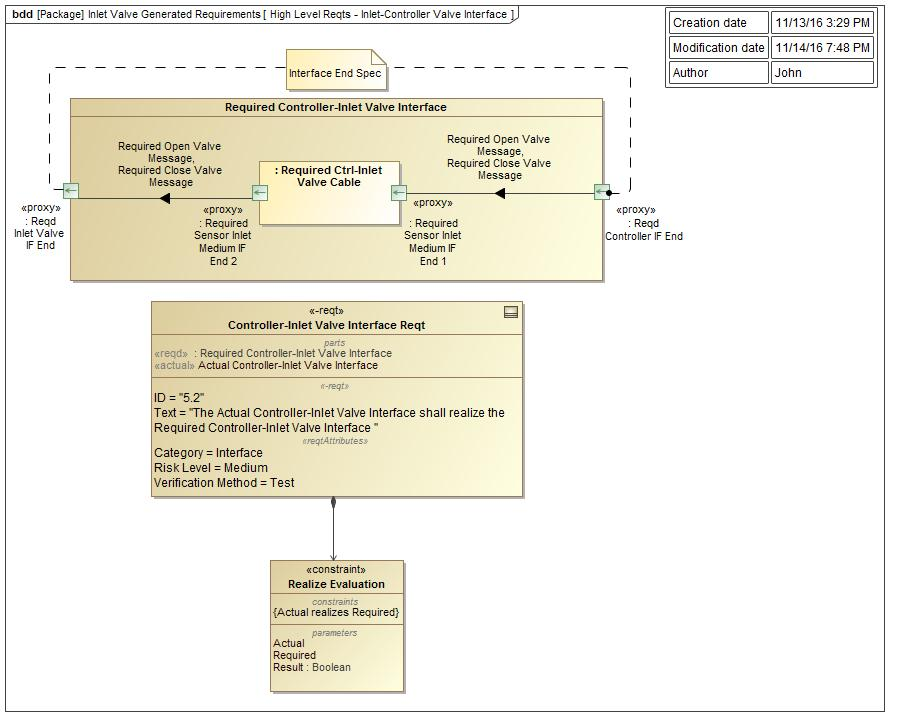 bdd [Package] Inlet Valve Generated Requirements [ High Level Reqts - Inlet-Controller Valve Interface ]
Creation date 11/13/16 3:29 PM
Modification date 11/14/16 7:48 PM
Author John
Interface End Spec
Required Controller-Inlet Valve Interface
Required Open Valve
Message,
Required Close Valve
Message
: Required Ctrl-Inlet
Valve Cable
Required Open Valve
Message,
Required Close Valve
Message
«proxy»
: Reqd
Inlet Valve
IF End
«proxy»
: Required
Sensor Inlet
Medium IF
End 2
«proxy»
: Required
Sensor Inlet
Medium IF
End 1
«proxy»
: Reqd
Controller IF End
«-reqt»
Controller-Inlet Valve Interface Reqt
parts
«reqd» : Required Controller-Inlet Valve Interface
«actual» Actual Controller-Inlet Valve Interface
«-reqt»
ID = "5.2"
Text = "The Actual Controller-Inlet Valve Interface shall realize the
Required Controller-Inlet Valve Interface "
«reqtAttributes»
Category = Interface
Risk Level = Medium
Verification Method = Test
«constraint»
Realize Evaluation
constraints
{Actual realizes Required}
parameters
Actual
Required
Result : Boolean